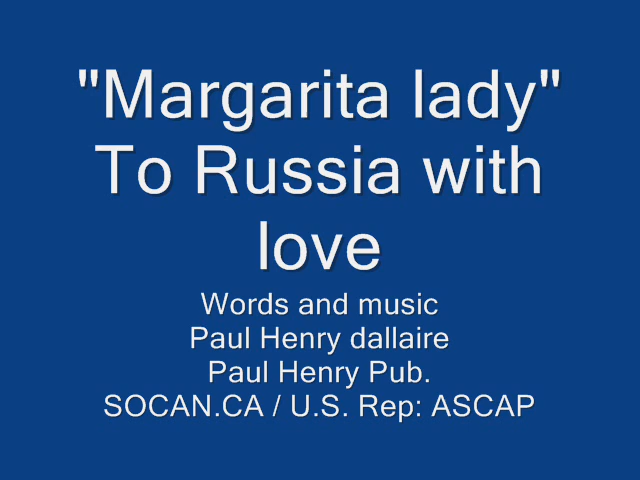 "Margarita lady"
To Russia with
love
Words and music
Paul Henry dallaire
Paul Henry Pub.
SOCAN.CA / U.S. Rep: ASCAP